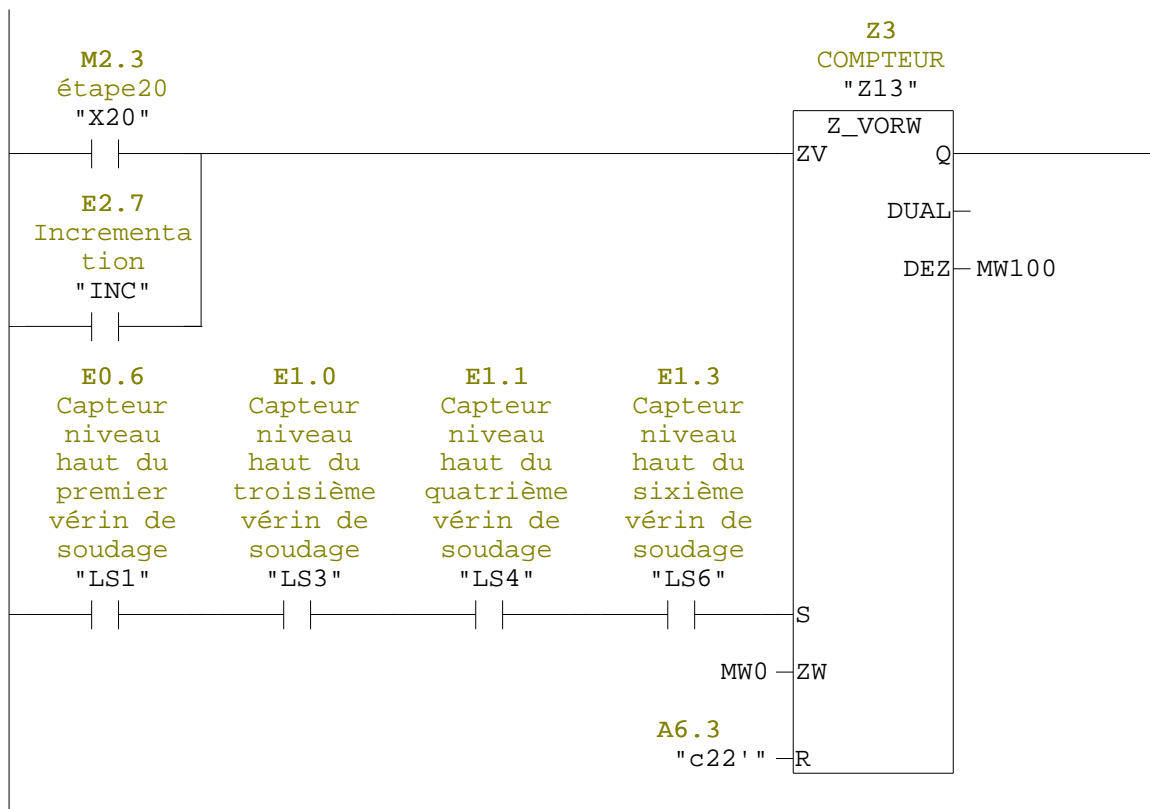 M2.3
étape20
"X20"
E2.7
Incrementa
tion
"INC"
Z3
COMPTEUR
"Z13"
Z_VORW
ZV
Q
DUAL
DEZ
MW100
E0.6
Capteur
niveau
haut du
premier
vérin de
soudage
"LS1"
E1.0
Capteur
niveau
haut du
troisième
vérin de
soudage
"LS3"
E1.1
Capteur
niveau
haut du
quatrième
vérin de
soudage
"LS4"
E1.3
Capteur
niveau
haut du
sixième
vérin de
soudage
"LS6"
S
MW0
ZW
A6.3
"c22'"
R